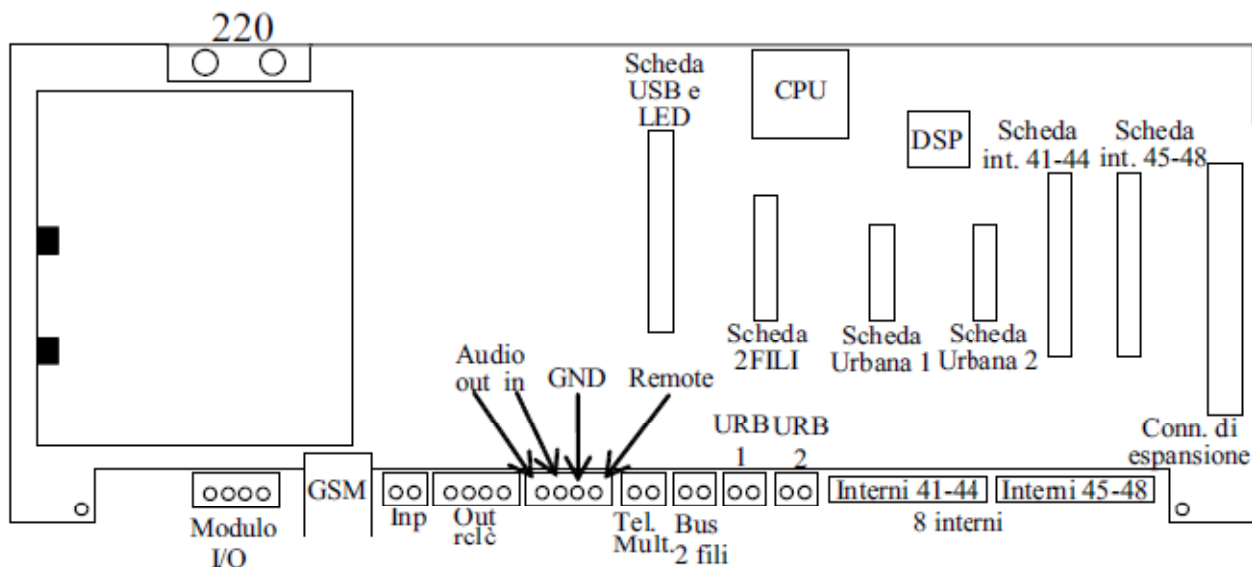 220
Scheda
USB e
LED
CPU
DSP
Scheda
int. 41-44
Scheda
int. 45-48
Scheda
2FILI
Scheda
Urbana 1
Scheda
Urbana 2
Conn. di
espansione
Audio
out in
GND
Remote
URB
1
URB
2
GSM
Interni 41-44
Interni 45-48
8 interni
Modulo
I/O
Inp
Out
relè
Tel.
Mult.
Bus
2 fili